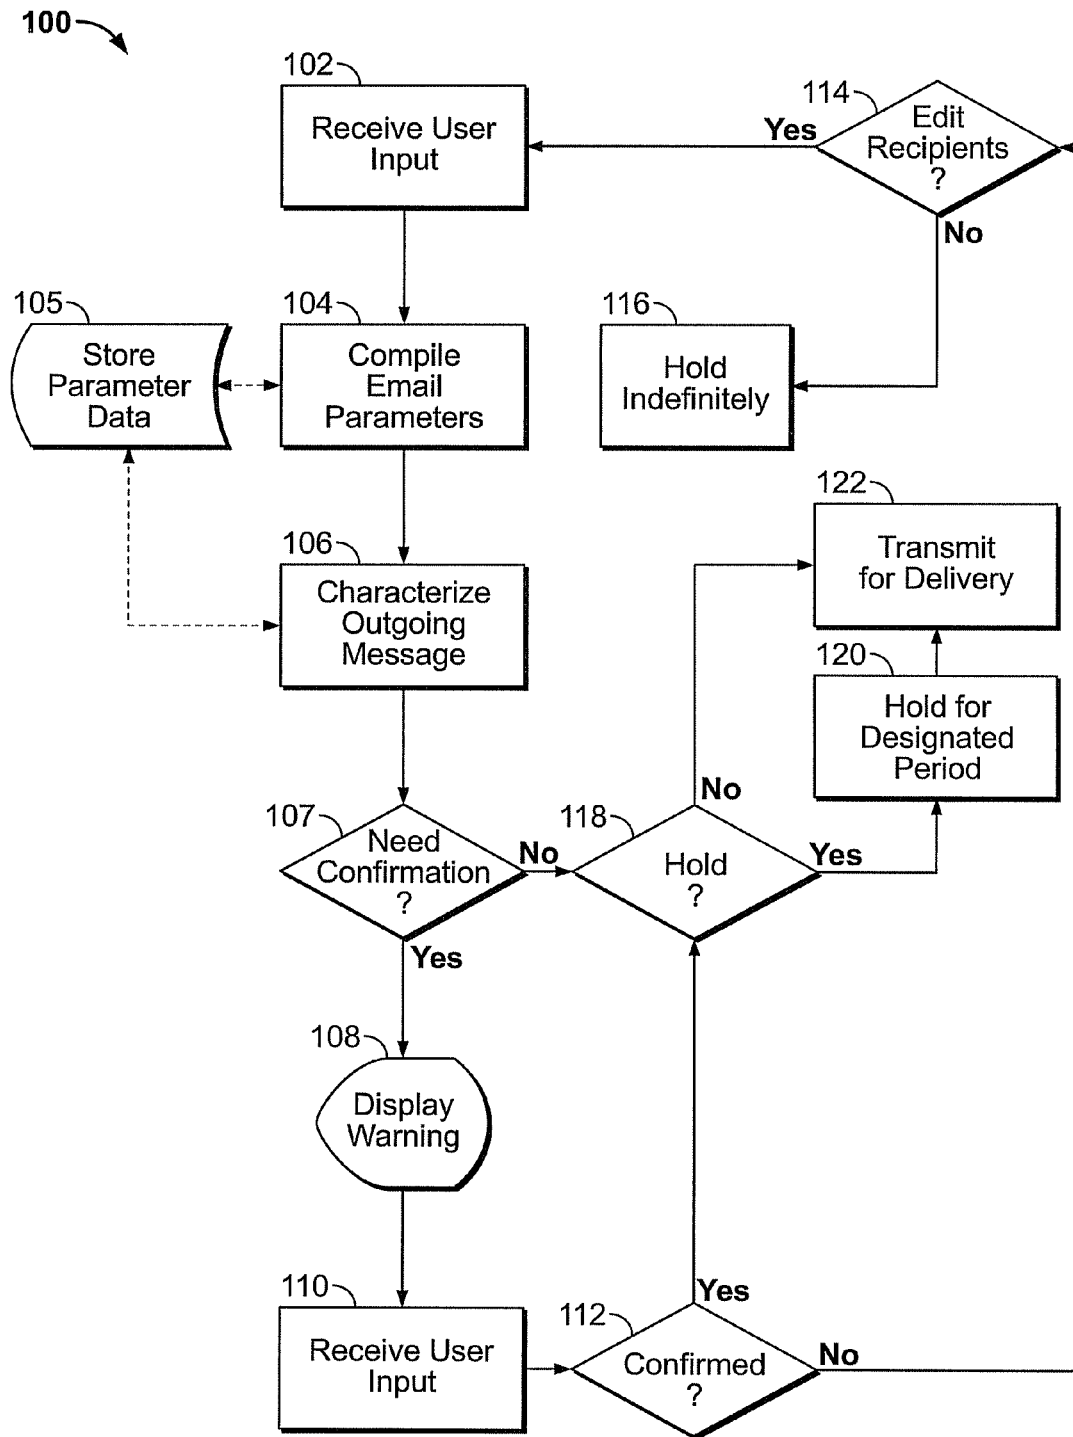 100
102
Receive User
Input
114
Edit
Recipients
?
Yes
No
105
Store
Parameter
Data
104
Compile
Email
Parameters
116
Hold
Indefinitely
106
Characterize
Outgoing
Message
122
Transmit
for Delivery
120
Hold for
Designated
Period
107
Need
Confirmation
?
No
Yes
118
Hold
?
No
Yes
108
Display
Warning
110
Receive User
Input
112
Confirmed
?
Yes
No